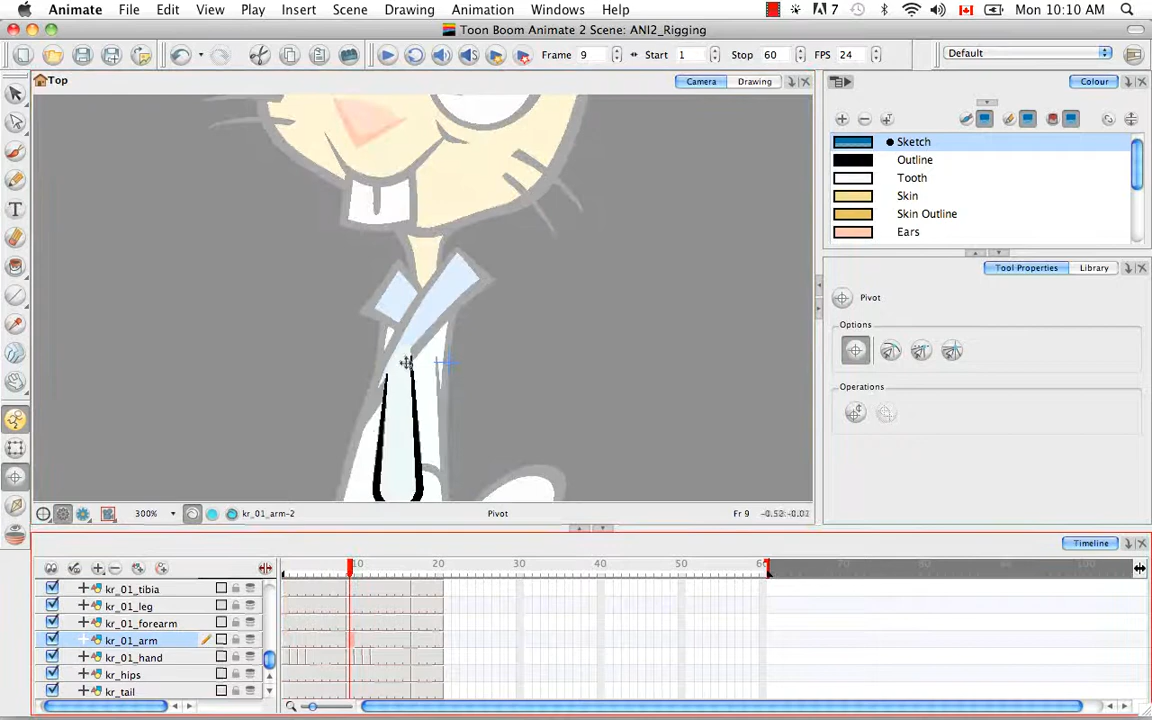 Animate File Edit View Play Insert Scene Drawing Animation Windows Help 7 Mon 10:10 AM
Toon Boom Animate 2 Scene: ANI2_Rigging
Frame 9 Start 1 Stop 60 FPS 24 Default
Top Camera Drawing Colour
Sketch
Outline
Tooth
Skin
Skin Outline
Ears
Tool Properties Library
Pivot
Options
Operations
300% kr_01_arm-2 Pivot Fr 9
Timeline
10 20 30 40 50 60 100
kr_01_tibia
kr_01_leg
kr_01_forearm
kr_01_arm
kr_01_hand
kr_hips
kr_tail